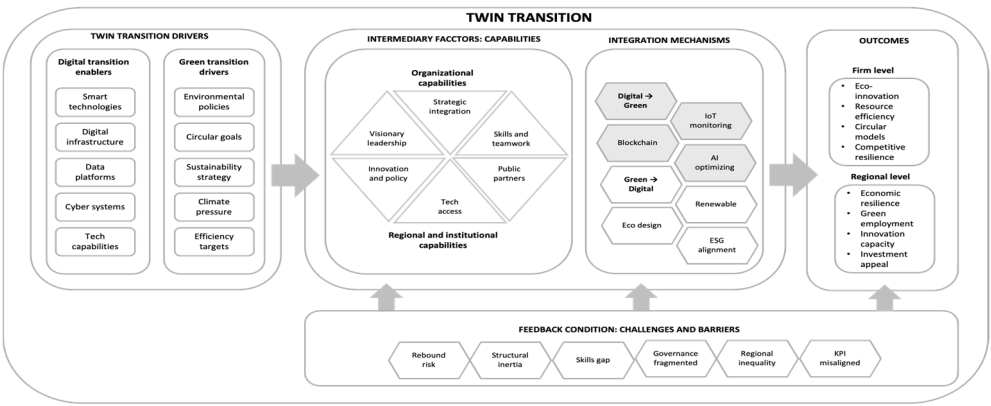 TWIN TRANSITION
TWIN TRANSITION DRIVERS
Digital transition
enablers
Smart
technologies
Digital
infrastructure
Data
platforms
Cyber systems
Tech
capabilities
Green transition
drivers
Environmental
policies
Circular goals
Sustainability
strategy
Climate
pressure
Efficiency
targets
INTERMEDIARY FACCTORS: CAPABILITIES
Organizational
capabilities
Strategic
integration
Visionary
leadership
Skills and
teamwork
Innovation
and policy
Public
partners
Tech
access
Regional and institutional
capabilities
INTEGRATION MECHANISMS
Digital →
Green
IoT
monitoring
Blockchain
AI
optimizing
Green →
Digital
Renewable
Eco design
ESG
alignment
OUTCOMES
Firm level
• Eco-
innovation
• Resource
efficiency
• Circular
models
• Competitive
resilience
Regional level
• Economic
resilience
• Green
employment
• Innovation
capacity
• Investment
appeal
FEEDBACK CONDITION: CHALLENGES AND BARRIERS
Rebound
risk
Structural
inertia
Skills gap
Governance
fragmented
Regional
inequality
KPI
misaligned